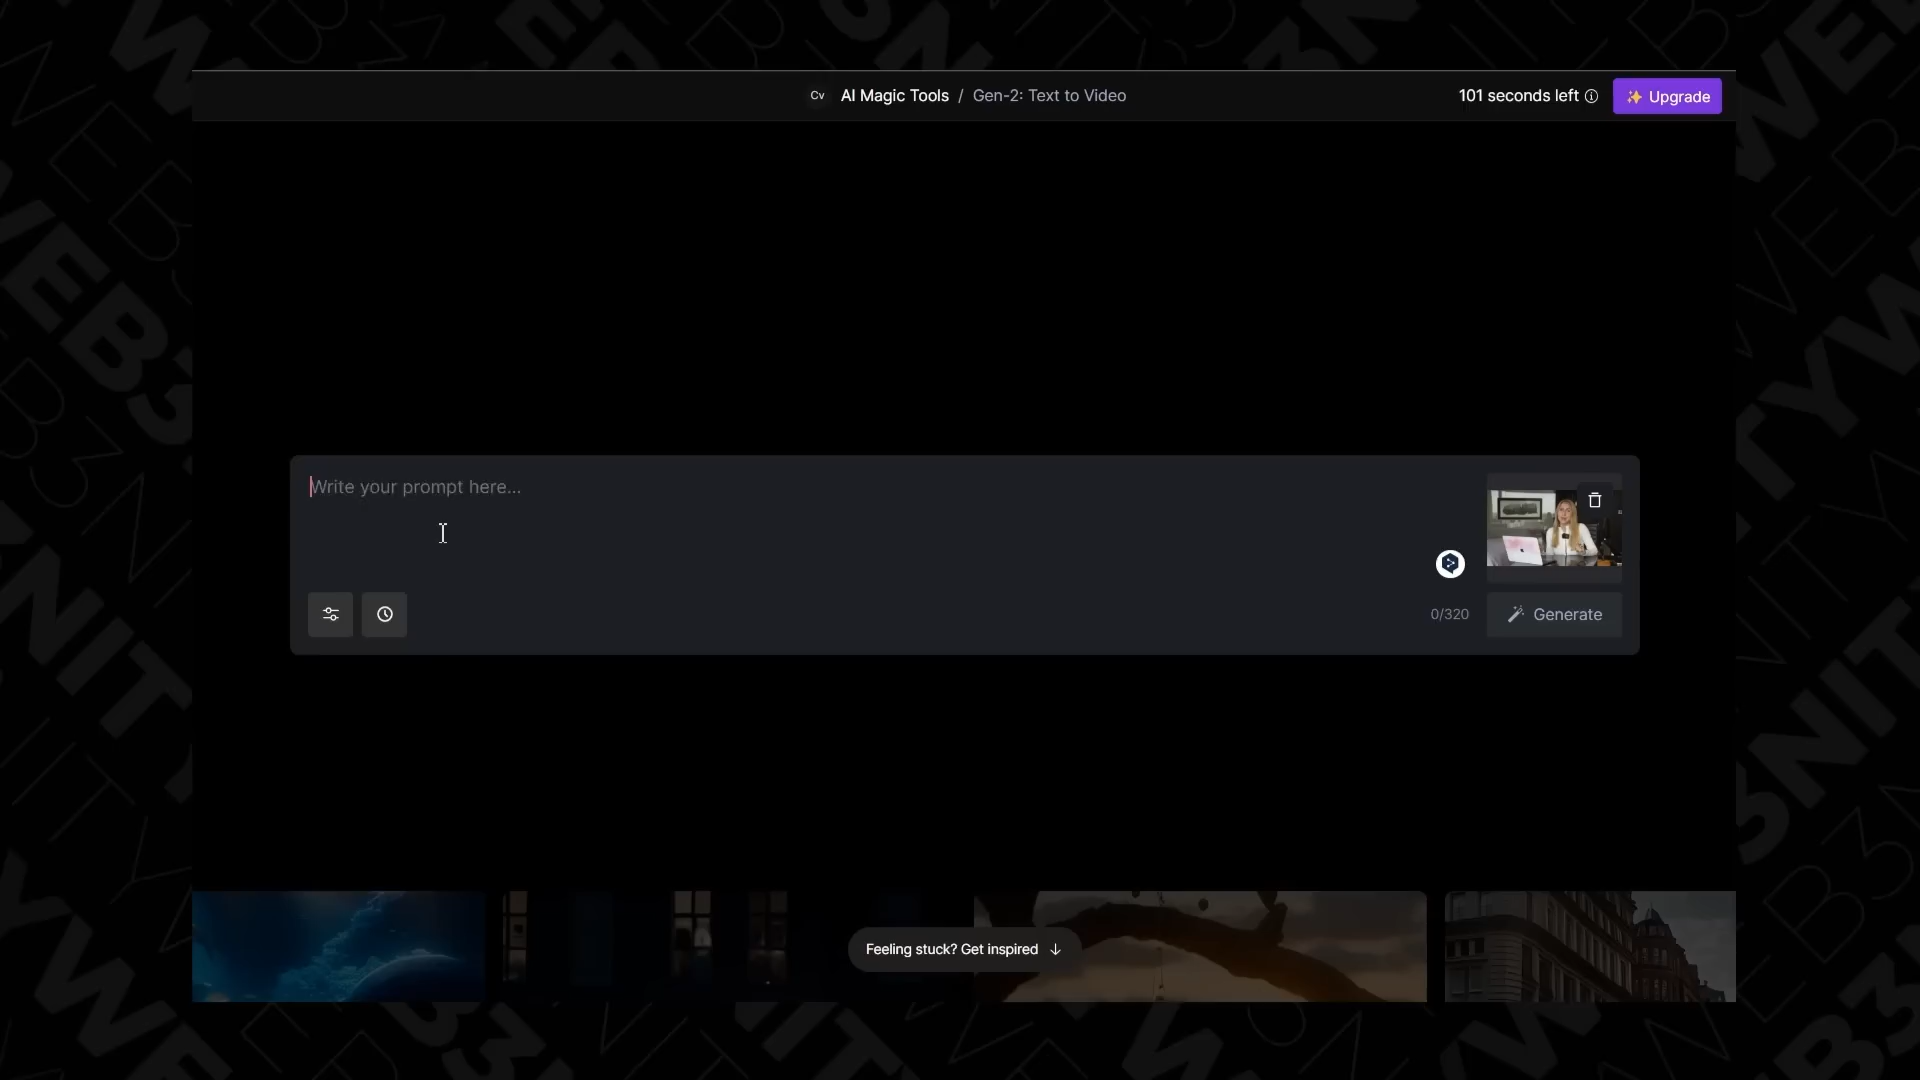 Cv AI Magic Tools / Gen-2: Text to Video
101 seconds left
Upgrade
Write your prompt here...
0/320
Generate
Feeling stuck? Get inspired ↓